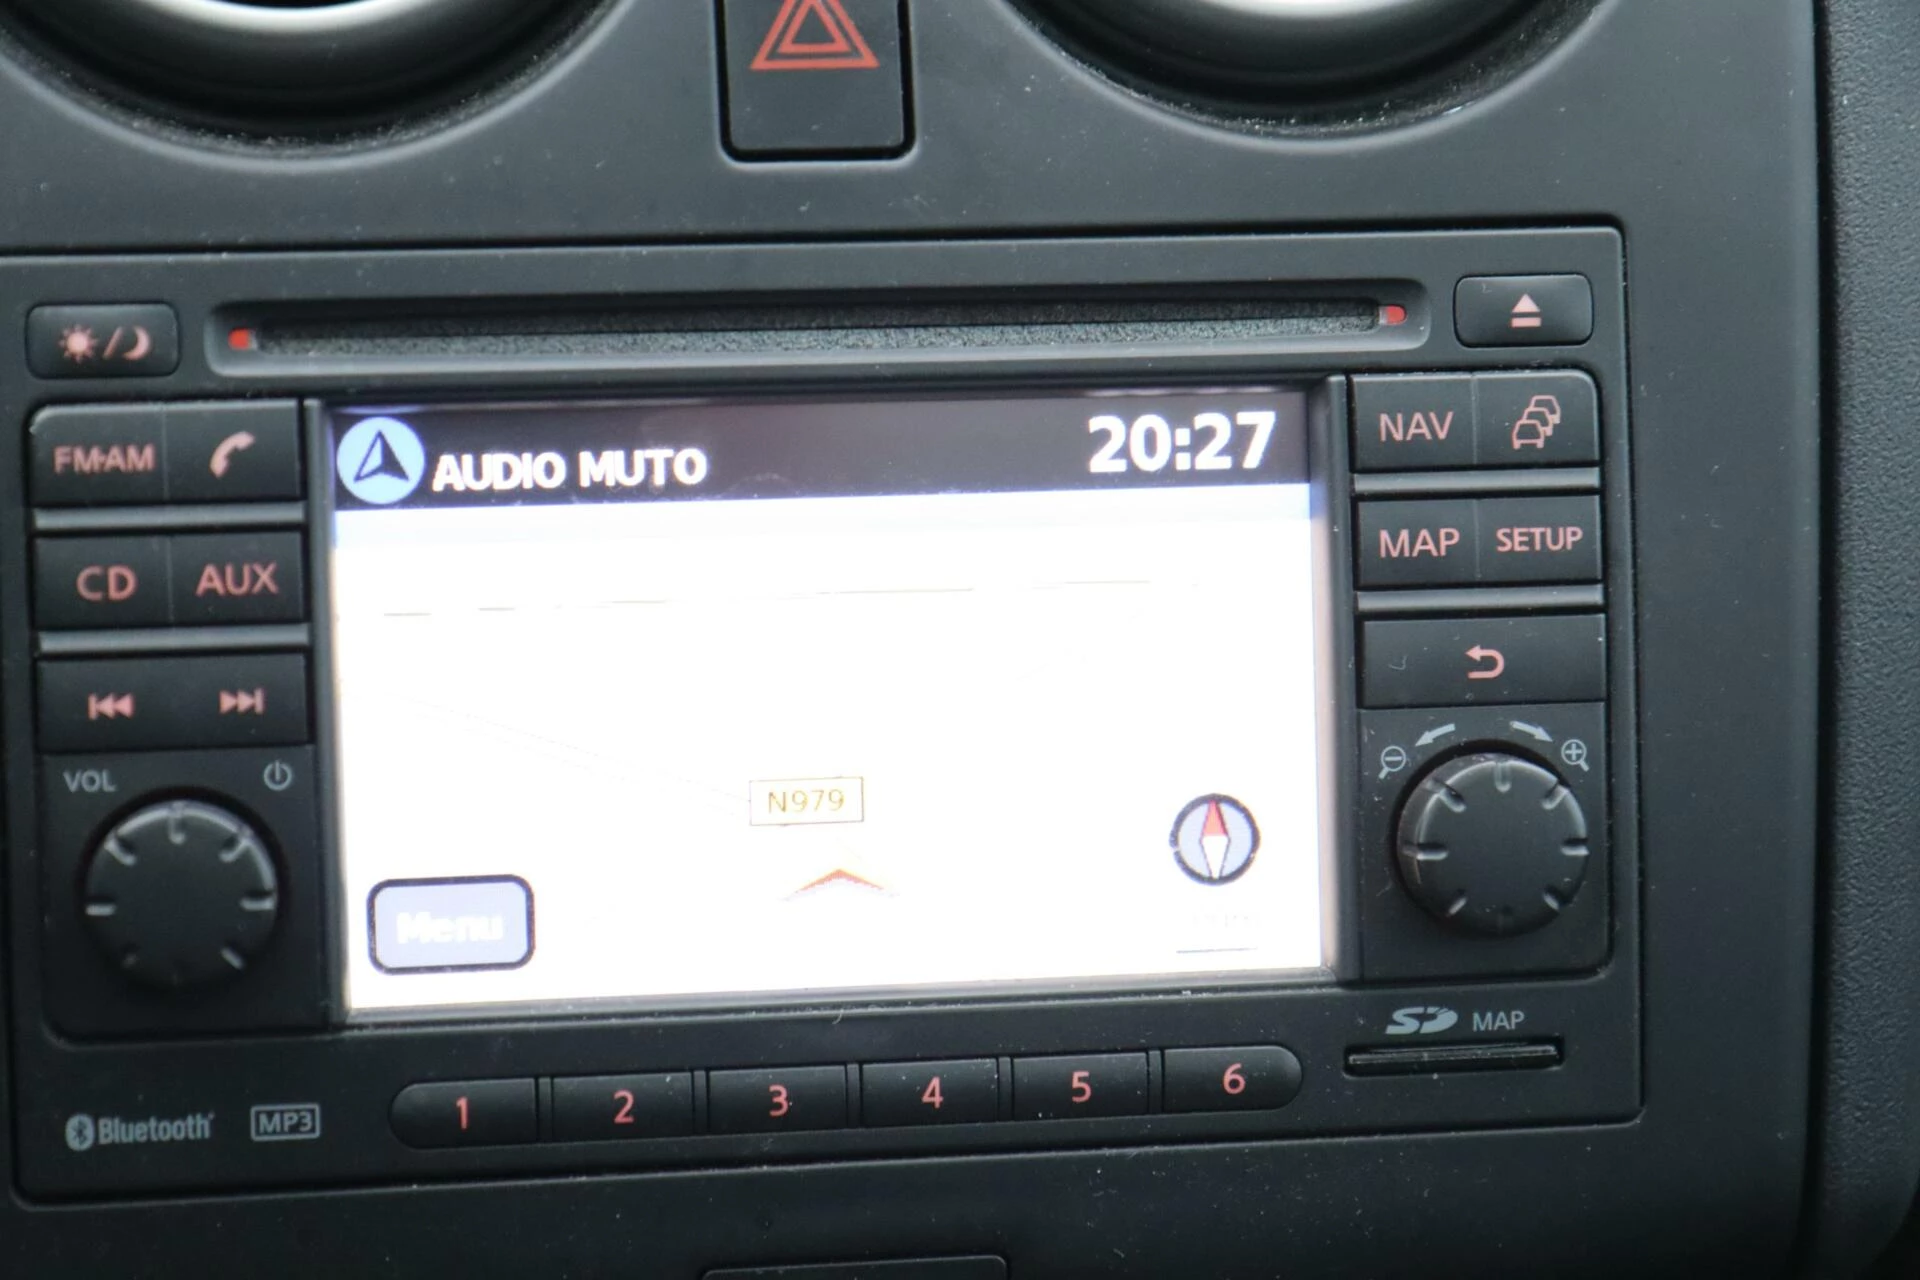 FM·AM
AUDIO MUTO
20:27
NAV
CD
AUX
MAP
SETUP
VOL
N979
Menu
SD MAP
Bluetooth
MP3
1
2
3
4
5
6